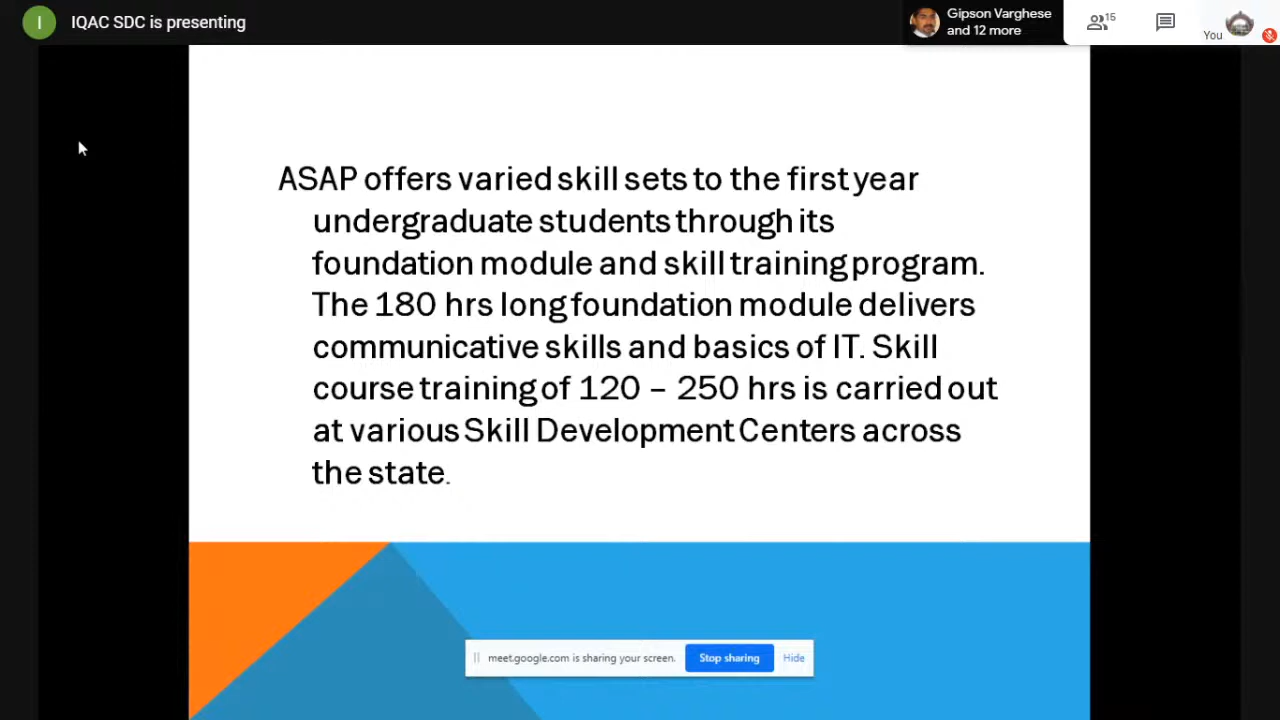 I IQAC SDC is presenting
Gipson Varghese
and 12 more
15
You
ASAP offers varied skill sets to the first year
undergraduate students through its
foundation module and skill training program.
The 180 hrs long foundation module delivers
communicative skills and basics of IT. Skill
course training of 120 – 250 hrs is carried out
at various Skill Development Centers across
the state.
meet.google.com is sharing your screen. Stop sharing Hide